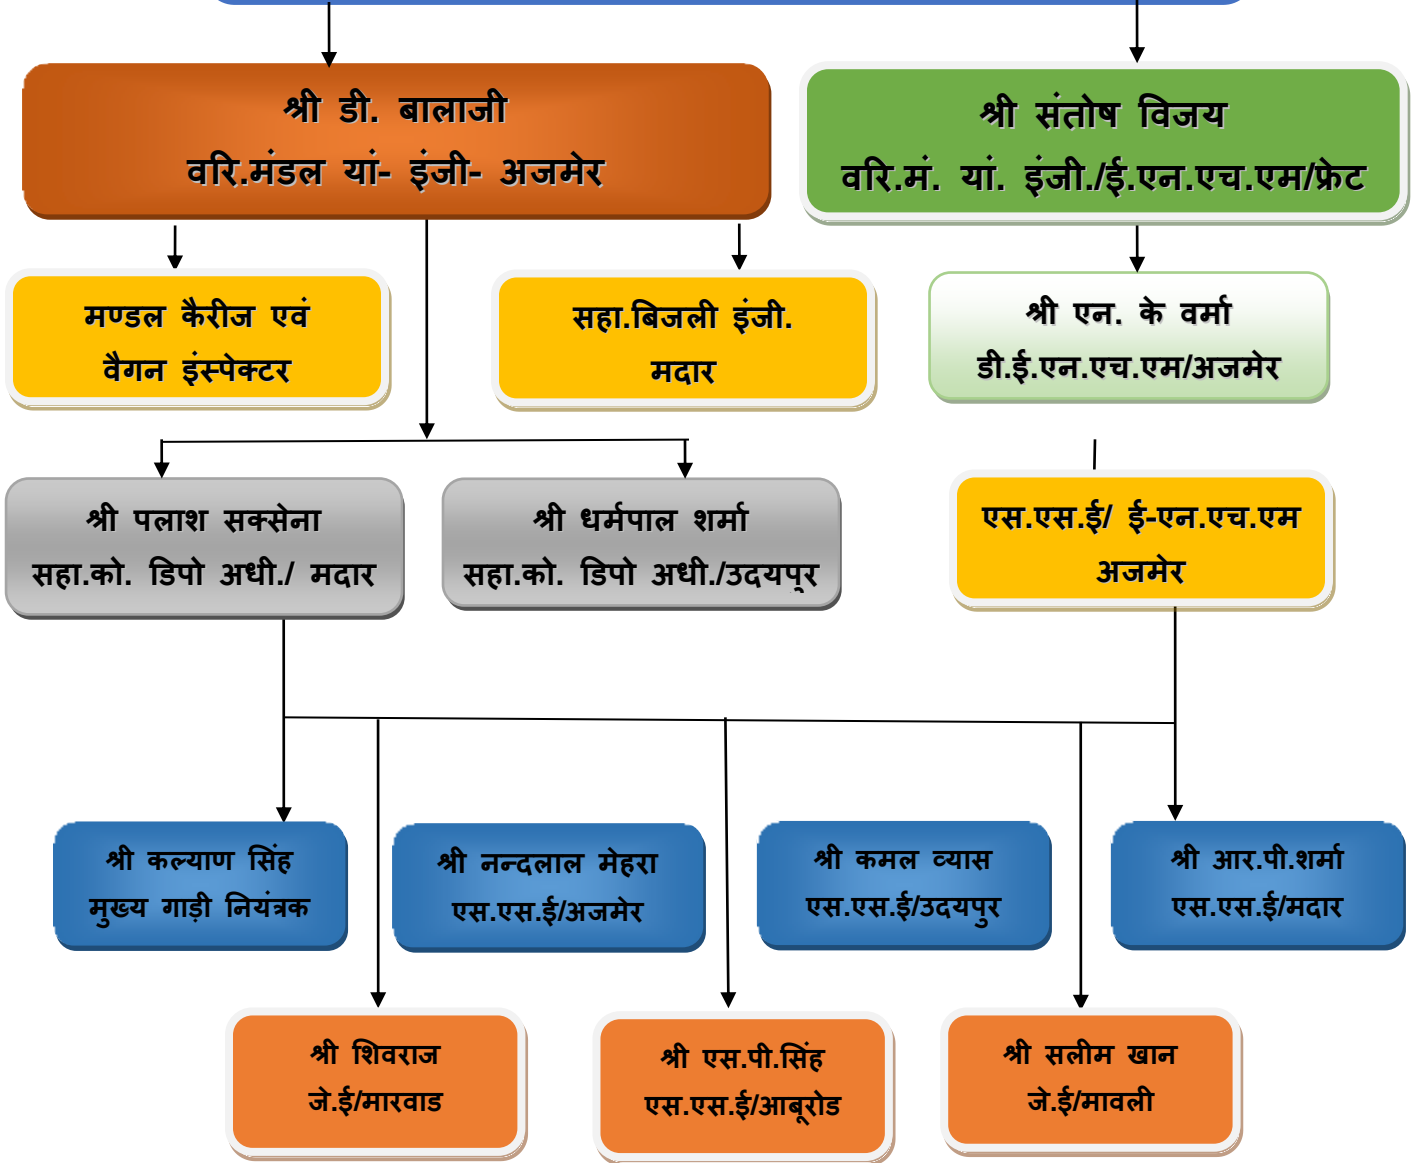 श्री डी. बालाजी
वरि.मंडल यां- इंजी- अजमेर
श्री संतोष विजय
वरि.मं. यां. इंजी./ई.एन.एच.एम/फ्रेट
मण्डल कैरीज एवं
वैगन इंस्पेक्टर
सहा.बिजली इंजी.
मदार
श्री एन. के वर्मा
डी.ई.एन.एच.एम/अजमेर
श्री पलाश सक्सेना
सहा.को. डिपो अधी./ मदार
श्री धर्मपाल शर्मा
सहा.को. डिपो अधी./उदयपुर
एस.एस.ई/ ई-एन.एच.एम
अजमेर
श्री कल्याण सिंह
मुख्य गाड़ी नियंत्रक
श्री नन्दलाल मेहरा
एस.एस.ई/अजमेर
श्री कमल व्यास
एस.एस.ई/उदयपुर
श्री आर.पी.शर्मा
एस.एस.ई/मदार
श्री शिवराज
जे.ई/मारवाड
श्री एस.पी.सिंह
एस.एस.ई/आबूरोड
श्री सलीम खान
जे.ई/मावली